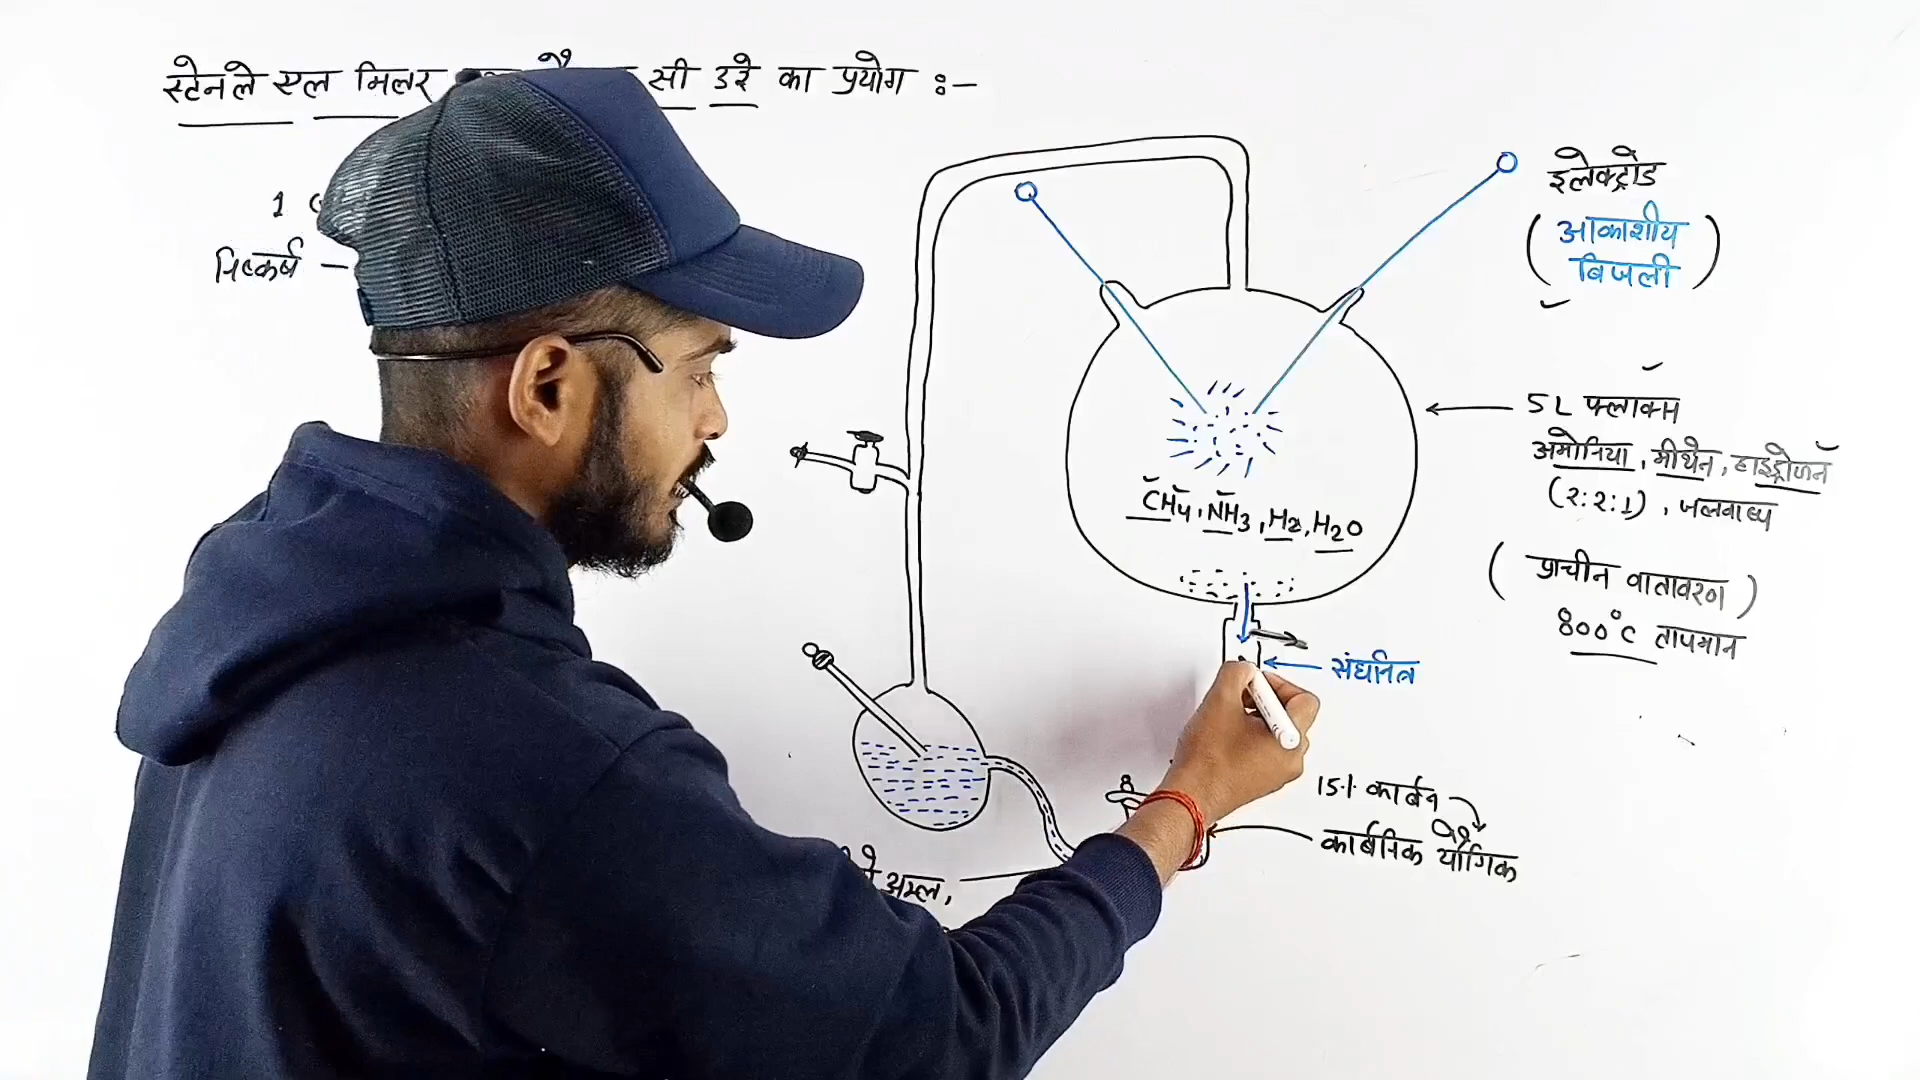 स्टेनले एल मिलर सी उरे का प्रयोग :-
1
निष्कर्ष -
इलेक्ट्रोड
( आकाशीय
बिजली )
5L फ्लास्क
अमोनिया, मीथेन, हाइड्रोजन
(2:2:1), जलवाष्प
CH4, NH3, H2, H2O
( प्राचीन वातावरण )
800°C तापमान
संघनित्र
15% कार्बन
कार्बनिक यौगिक
अम्ल,